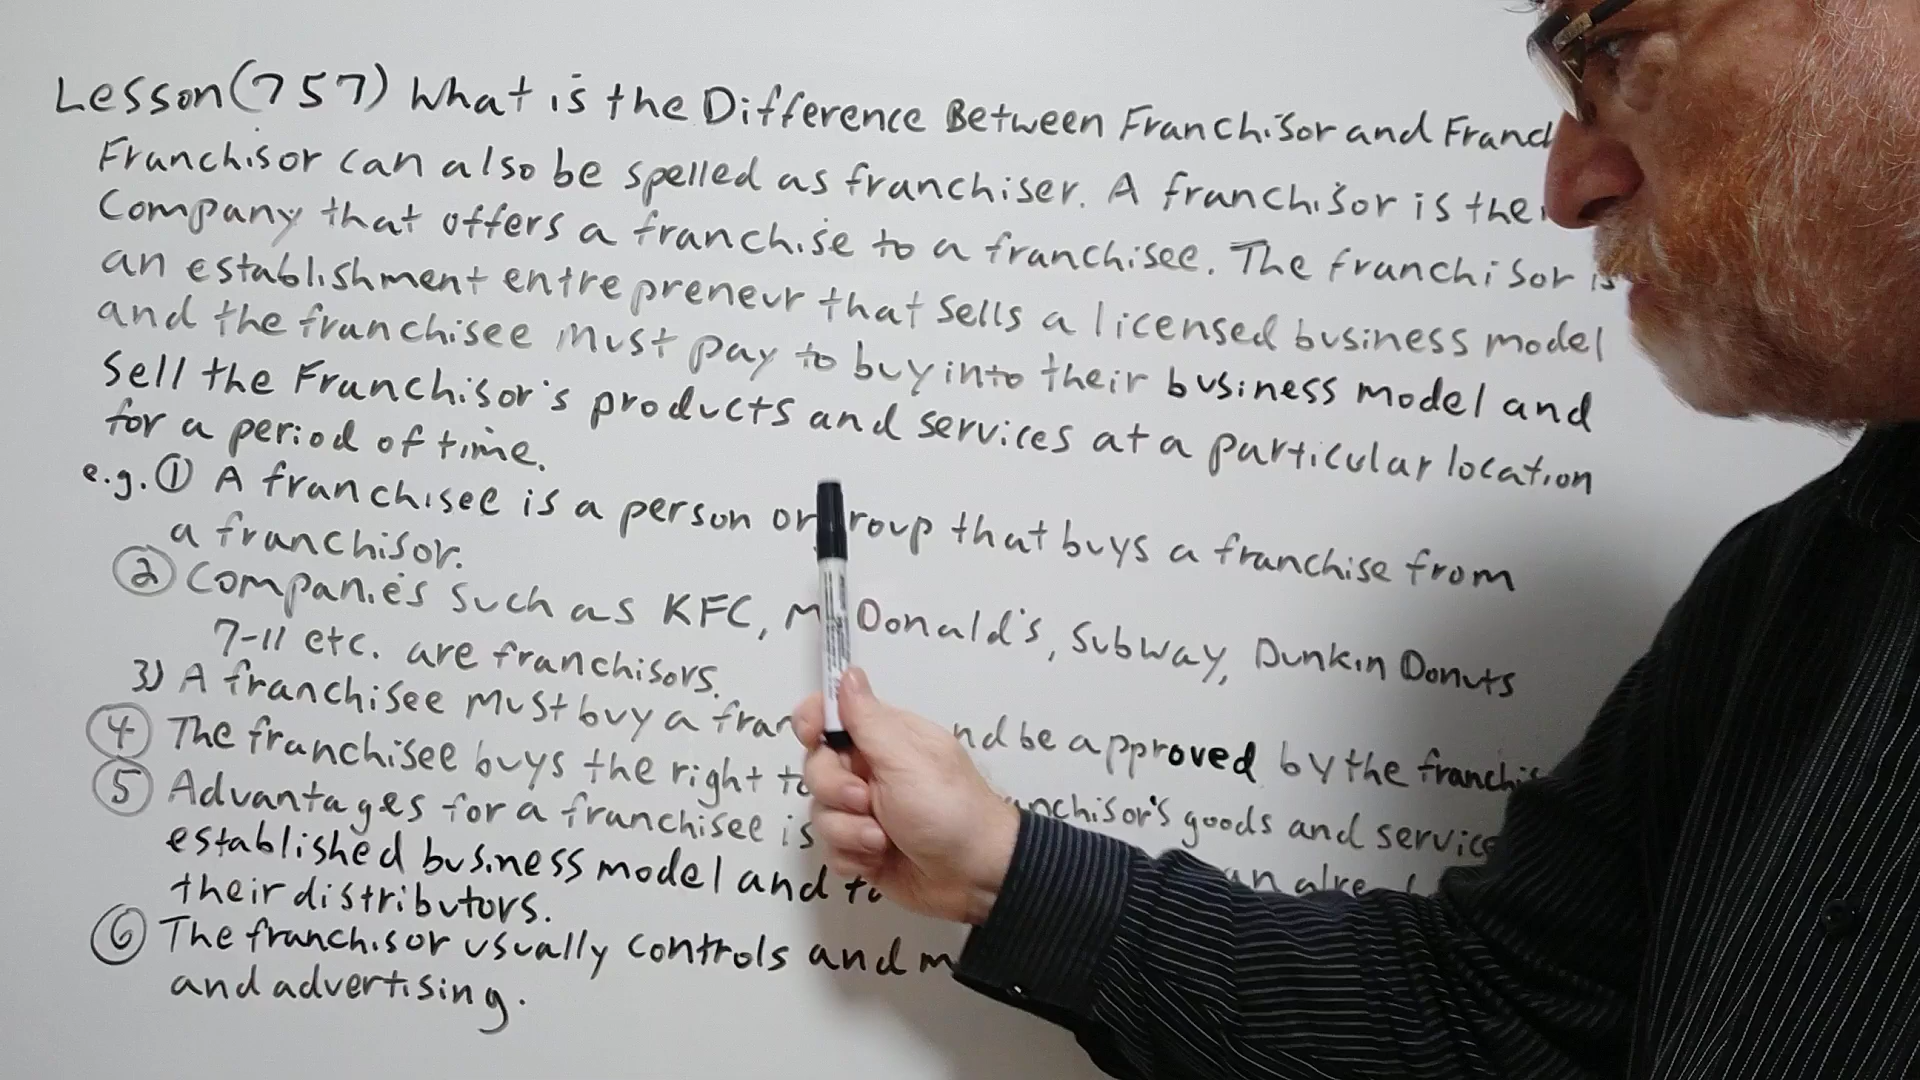 Lesson(757) What is the Difference Between Franchisor and Franch
Franchisor can also be spelled as franchiser. A franchisor is the
Company that offers a franchise to a franchisee. The franchisor is
an establishment entrepreneur that sells a licensed business model
and the franchisee must pay to buy into their business model and
Sell the Franchisor's products and services at a particular location
for a period of time.
e.g. ① A franchisee is a person or roup that buys a franchise from
a franchisor.
② Companies such as KFC, M Donald's, Subway, Dunkin Donuts
7-11 etc. are franchisors.
3) A franchisee must buy a fran nd be approved by the franchis
④ The franchisee buys the right to nchisor's goods and service
⑤ Advantages for a franchisee is an alre
established business model and to
their distributors.
⑥ The franchisor usually controls and m
and advertising.